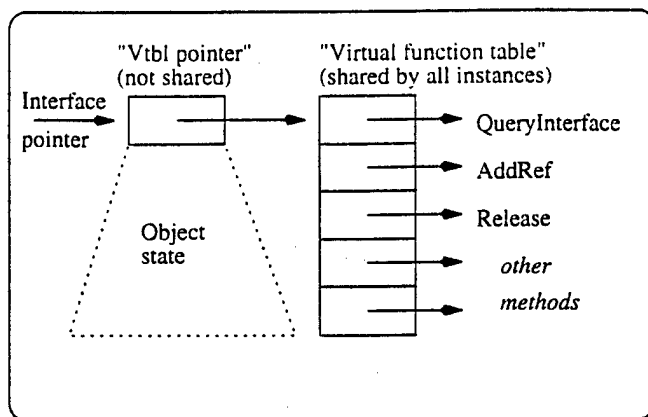 "Vtbl pointer"
(not shared)
"Virtual function table"
(shared by all instances)
Interface
pointer
QueryInterface
AddRef
Release
other
methods
Object
state